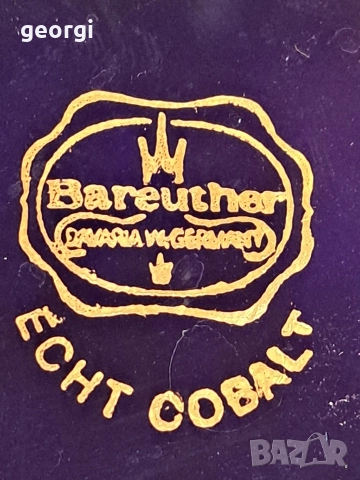 georgi
Bareuther
BAVARIA W.GERMANY
ECHT COBALT
BAZAR